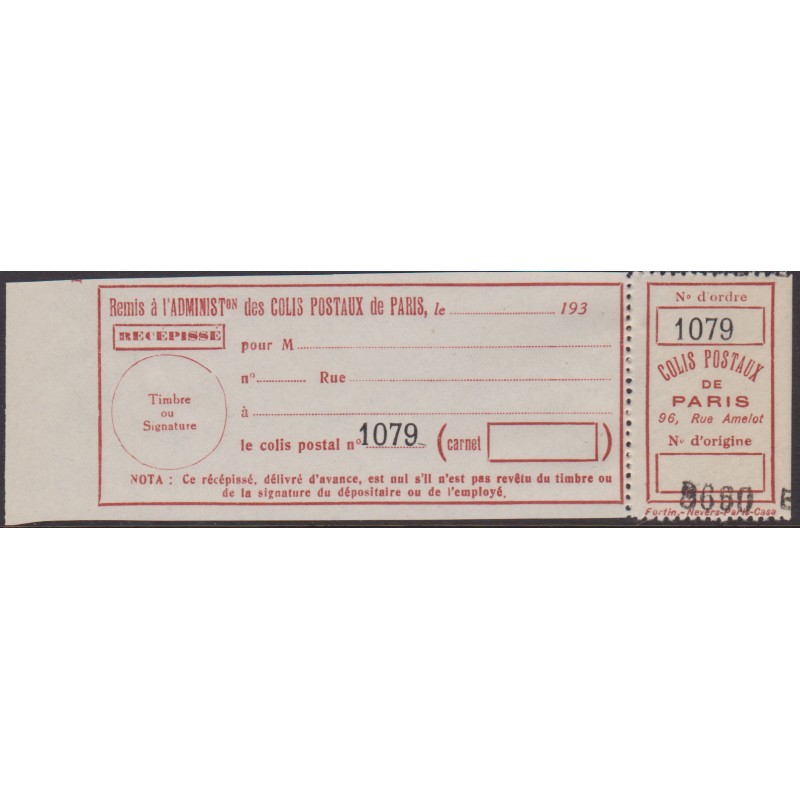 Remis à l'ADMINIST^ON des COLIS POSTAUX de PARIS, le ........................ 193
RÉCÉPISSÉ
pour M ........................
n° ............ Rue ........................
à ........................
Timbre
ou
Signature
le colis postal n° 1079 (carnet )
NOTA : Ce récépissé, délivré d'avance, est nul s'il n'est pas revêtu du timbre ou
de la signature du dépositaire ou de l'employé.
N° d'ordre
1079
COLIS POSTAUX
DE
PARIS
96, Rue Amelot
N° d'origine
Fortin.-Nevers-Paris-Casa